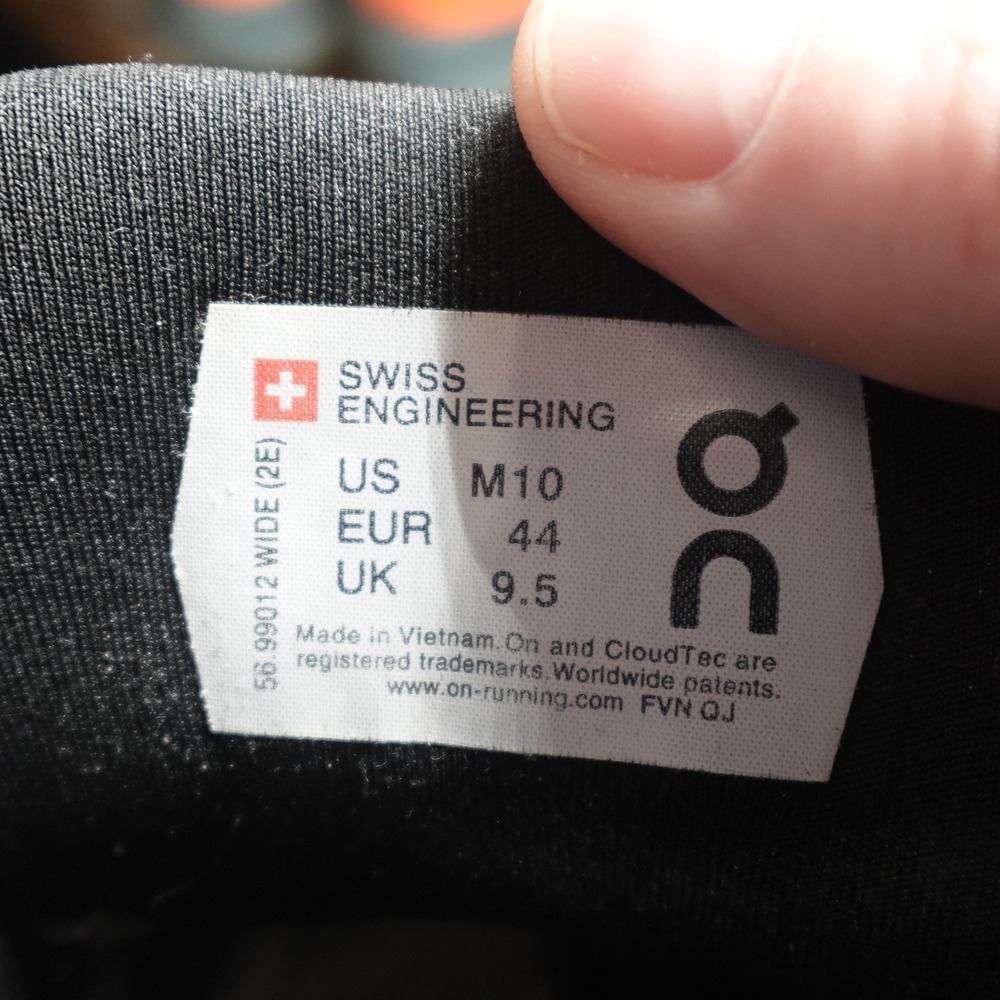 SWISS
ENGINEERING
US M10
EUR 44
UK 9.5
56.99012 WIDE (2E)
On
Made in Vietnam. On and CloudTec are
registered trademarks. Worldwide patents.
www.on-running.com FVN QJ